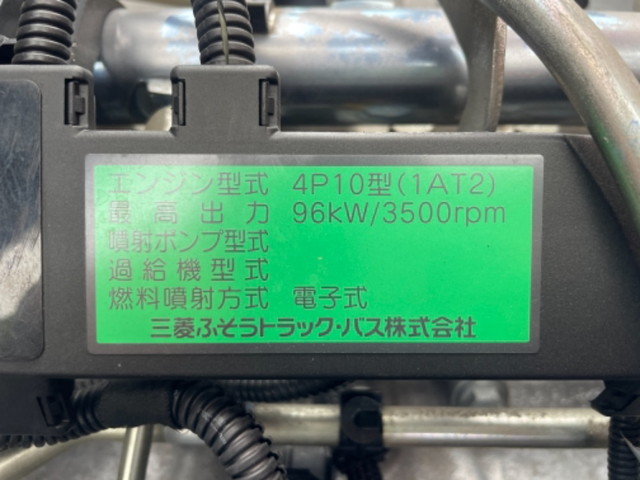 エンジン型式 4P10型(1AT2)
最高出力 96kW/3500rpm
噴射ポンプ型式
過給機型式
燃料噴射方式 電子式
三菱ふそうトラック・バス株式会社